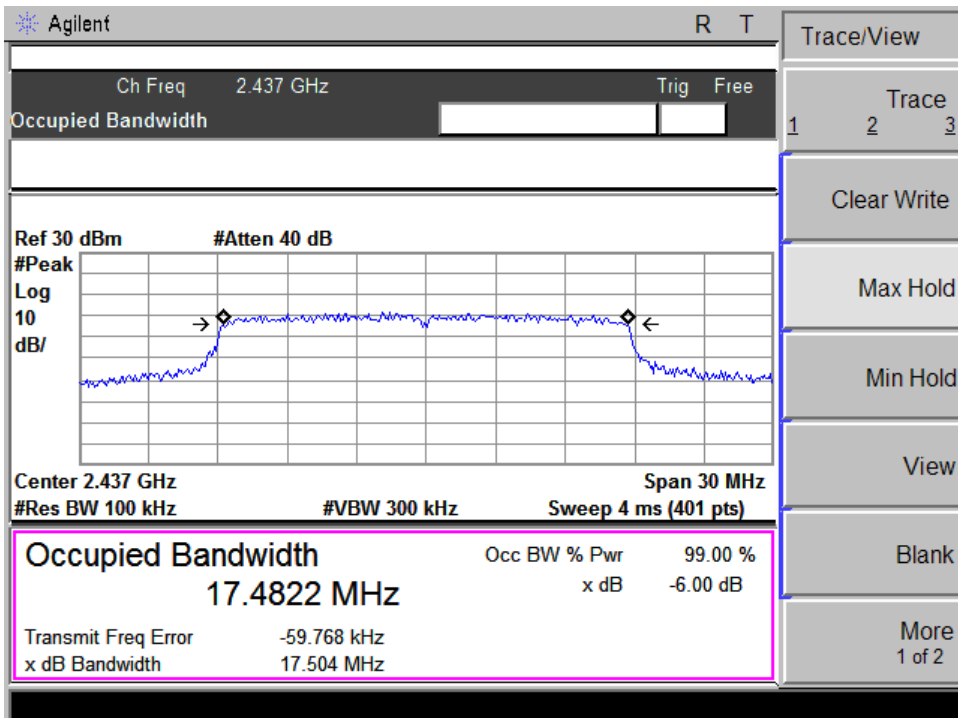 Agilent R T
Ch Freq 2.437 GHz Trig Free
Occupied Bandwidth
Ref 30 dBm #Atten 40 dB
#Peak
Log
10
dB/
Center 2.437 GHz Span 30 MHz
#Res BW 100 kHz #VBW 300 kHz Sweep 4 ms (401 pts)
Occupied Bandwidth
17.4822 MHz
Occ BW % Pwr 99.00 %
x dB -6.00 dB
Transmit Freq Error -59.768 kHz
x dB Bandwidth 17.504 MHz
Trace/View
Trace
1 2 3
Clear Write
Max Hold
Min Hold
View
Blank
More
1 of 2